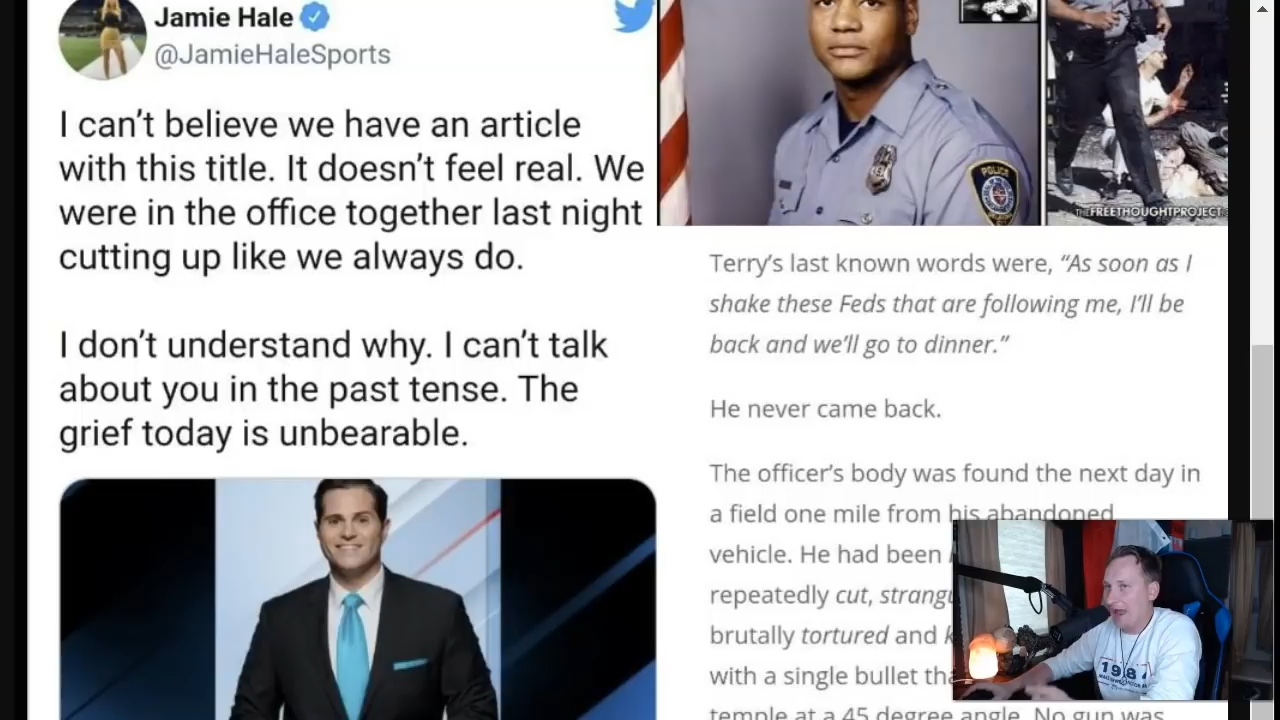 Jamie Hale
@JamieHaleSports
I can't believe we have an article
with this title. It doesn't feel real. We
were in the office together last night
cutting up like we always do.
I don't understand why. I can't talk
about you in the past tense. The
grief today is unbearable.
POLICE
THEFREETHOUGHTPROJECT.
Terry's last known words were, “As soon as I
shake these Feds that are following me, I'll be
back and we'll go to dinner.”
He never came back.
The officer's body was found the next day in
a field one mile from his abandoned
vehicle. He had been
repeatedly cut,
brutally tortured and
with a single bullet
temple at a 45 degree angle. No gun was
1987